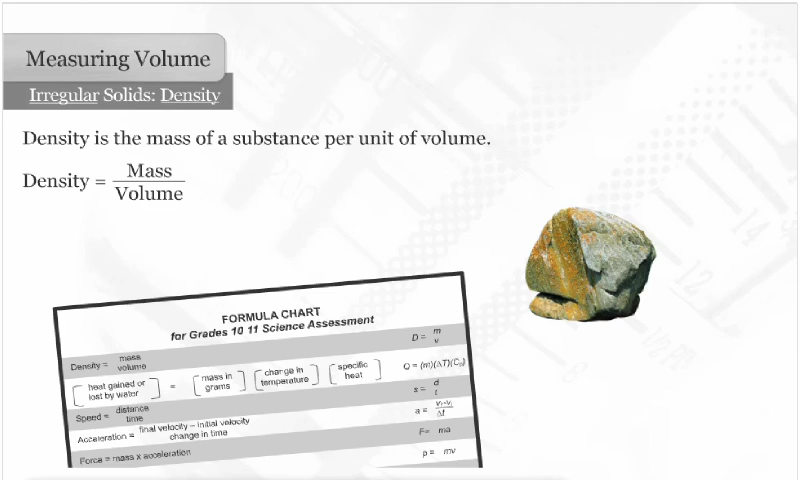 Measuring Volume
Irregular Solids: Density
Density is the mass of a substance per unit of volume.
Density = Mass
Volume
FORMULA CHART
for Grades 10 11 Science Assessment
Density = mass
volume
D = m
v
heat gained or
lost by water
= mass in
grams
change in
temperature
specific
heat
Q = (m)(ΔT)(Cp)
Speed = distance
time
s = d
t
Acceleration = final velocity – initial velocity
change in time
a = vf-vi
Δt
Force = mass x acceleration
F= ma
p = mv
14
12